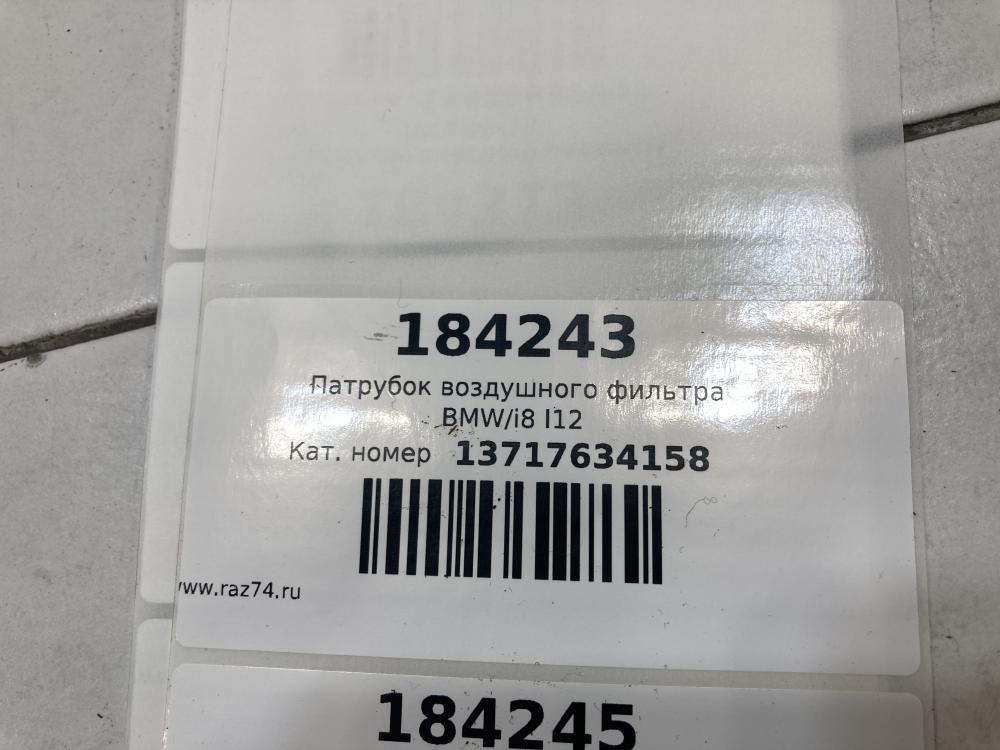 184243
Патрубок воздушного фильтра
BMW/i8 I12
Кат. номер 13717634158
www.raz74.ru
184245